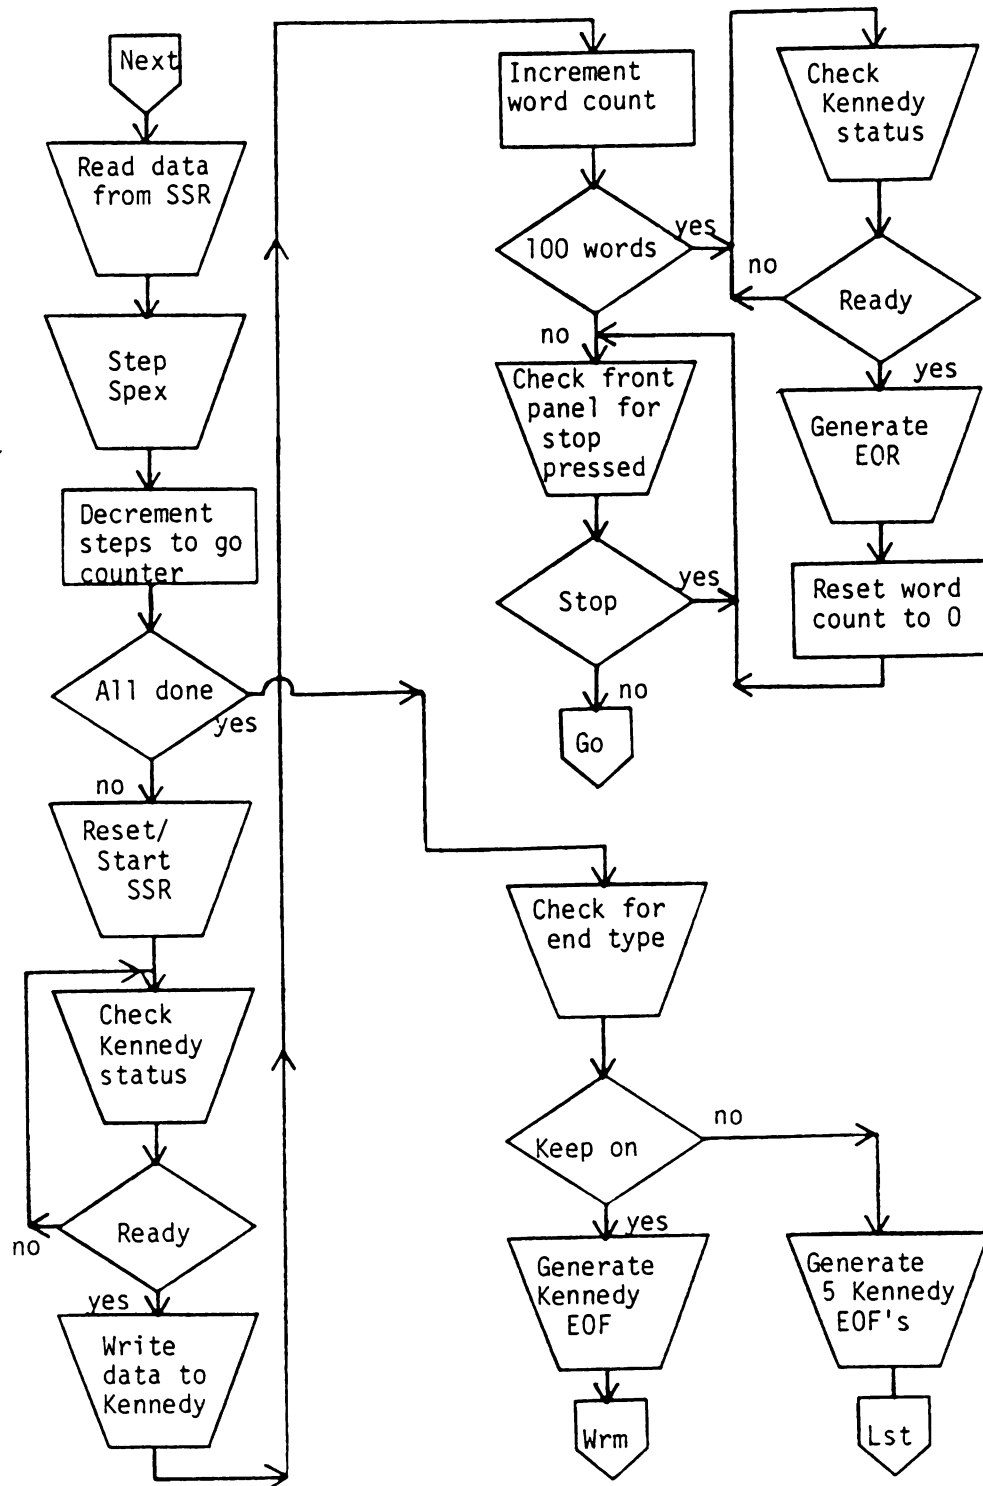 Next
Read data
from SSR
Step
Spex
Decrement
steps to go
counter
All done
yes
no
Reset/
Start
SSR
Check
Kennedy
status
Ready
no
yes
Write
data to
Kennedy
Increment
word count
100 words
yes
no
Check front
panel for
stop
pressed
Stop
yes
no
Go
Check
Kennedy
status
no
Ready
yes
Generate
EOR
Reset word
count to 0
Check for
end type
Keep on
no
yes
Generate
Kennedy
EOF
Wrm
Generate
5 Kennedy
EOF's
Lst